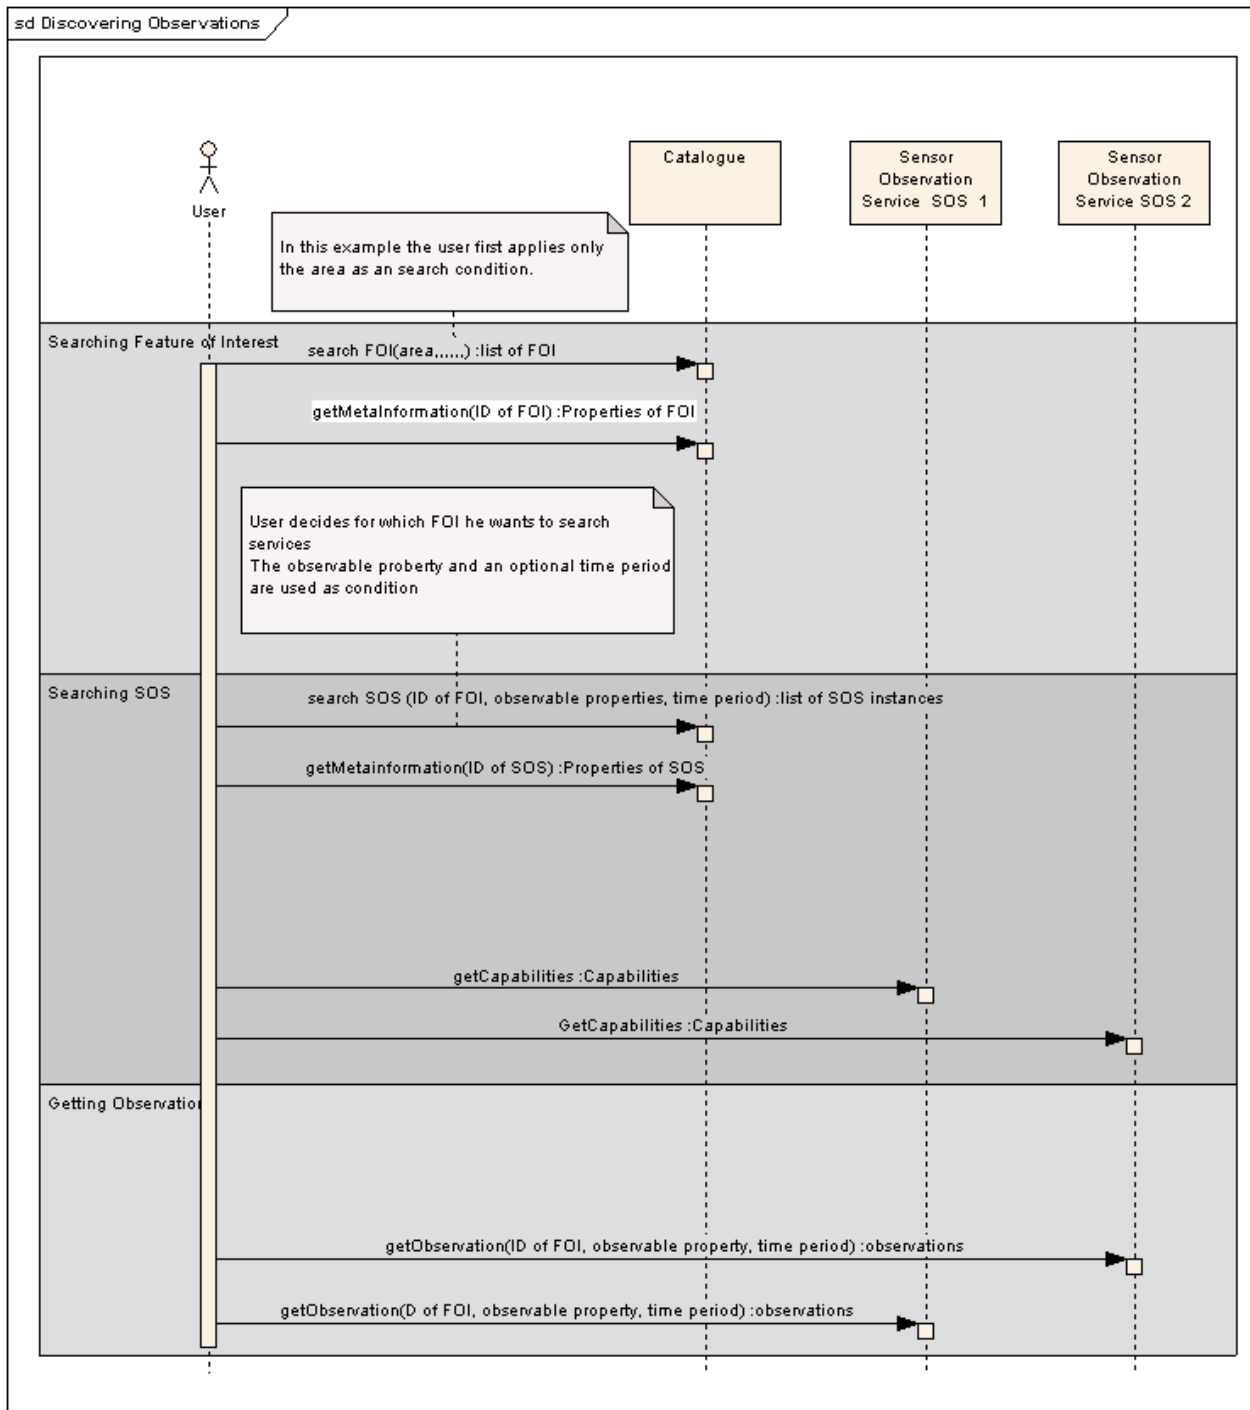 sd Discovering Observations
User
Catalogue
Sensor
Observation
Service SOS 1
Sensor
Observation
Service SOS 2
In this example the user first applies only
the area as an search condition.
Searching Feature of Interest
search FOI(area,,,,,,) :list of FOI
getMetaInformation(ID of FOI) :Properties of FOI
User decides for which FOI he wants to search
services
The observable proberty and an optional time period
are used as condition
Searching SOS
search SOS (ID of FOI, observable properties, time period) :list of SOS instances
getMetainformation(ID of SOS) :Properties of SOS
getCapabilities :Capabilities
GetCapabilities :Capabilities
Getting Observation
getObservation(ID of FOI, observable property, time period) :observations
getObservation(D of FOI, observable property, time period) :observations